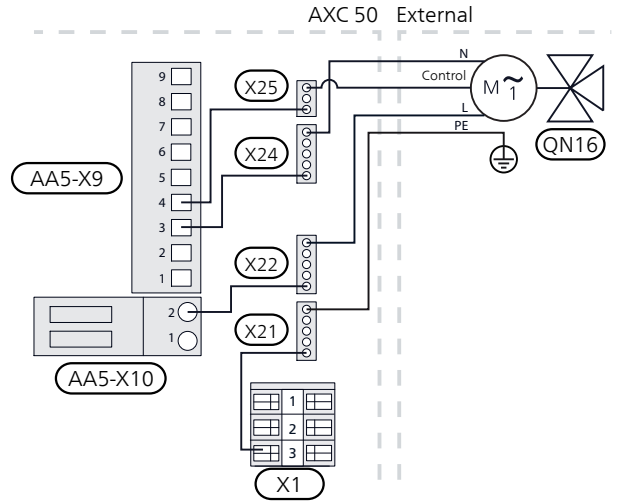 AXC 50 External
N
Control
L
PE
M ~ 1
QN16
X25
X24
AA5-X9
9
8
7
6
5
4
3
2
1
X22
X21
2
1
AA5-X10
1
2
3
X1